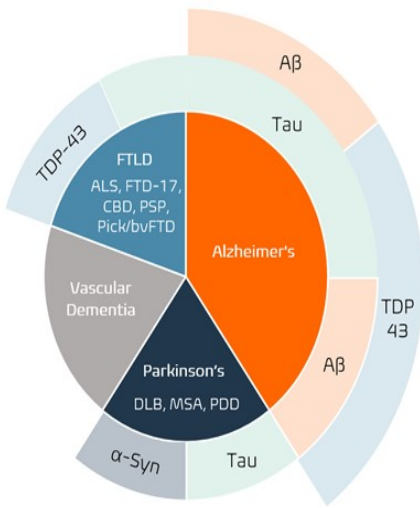 Aβ
Tau
TDP-43
FTLD
ALS, FTD-17,
CBD, PSP,
Pick/bvFTD
Alzheimer's
Vascular
Dementia
TDP
43
Aβ
Parkinson's
DLB, MSA, PDD
α-Syn
Tau